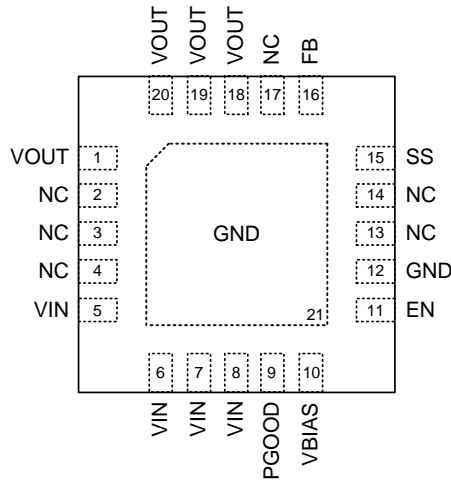 VOUT VOUT VOUT NC FB
20 19 18 17 16
VOUT 1 15 SS
NC 2 14 NC
NC 3 13 NC
GND
NC 4 12 GND
VIN 5 11 EN
21
6 7 8 9 10
VIN VIN VIN PGOOD VBIAS